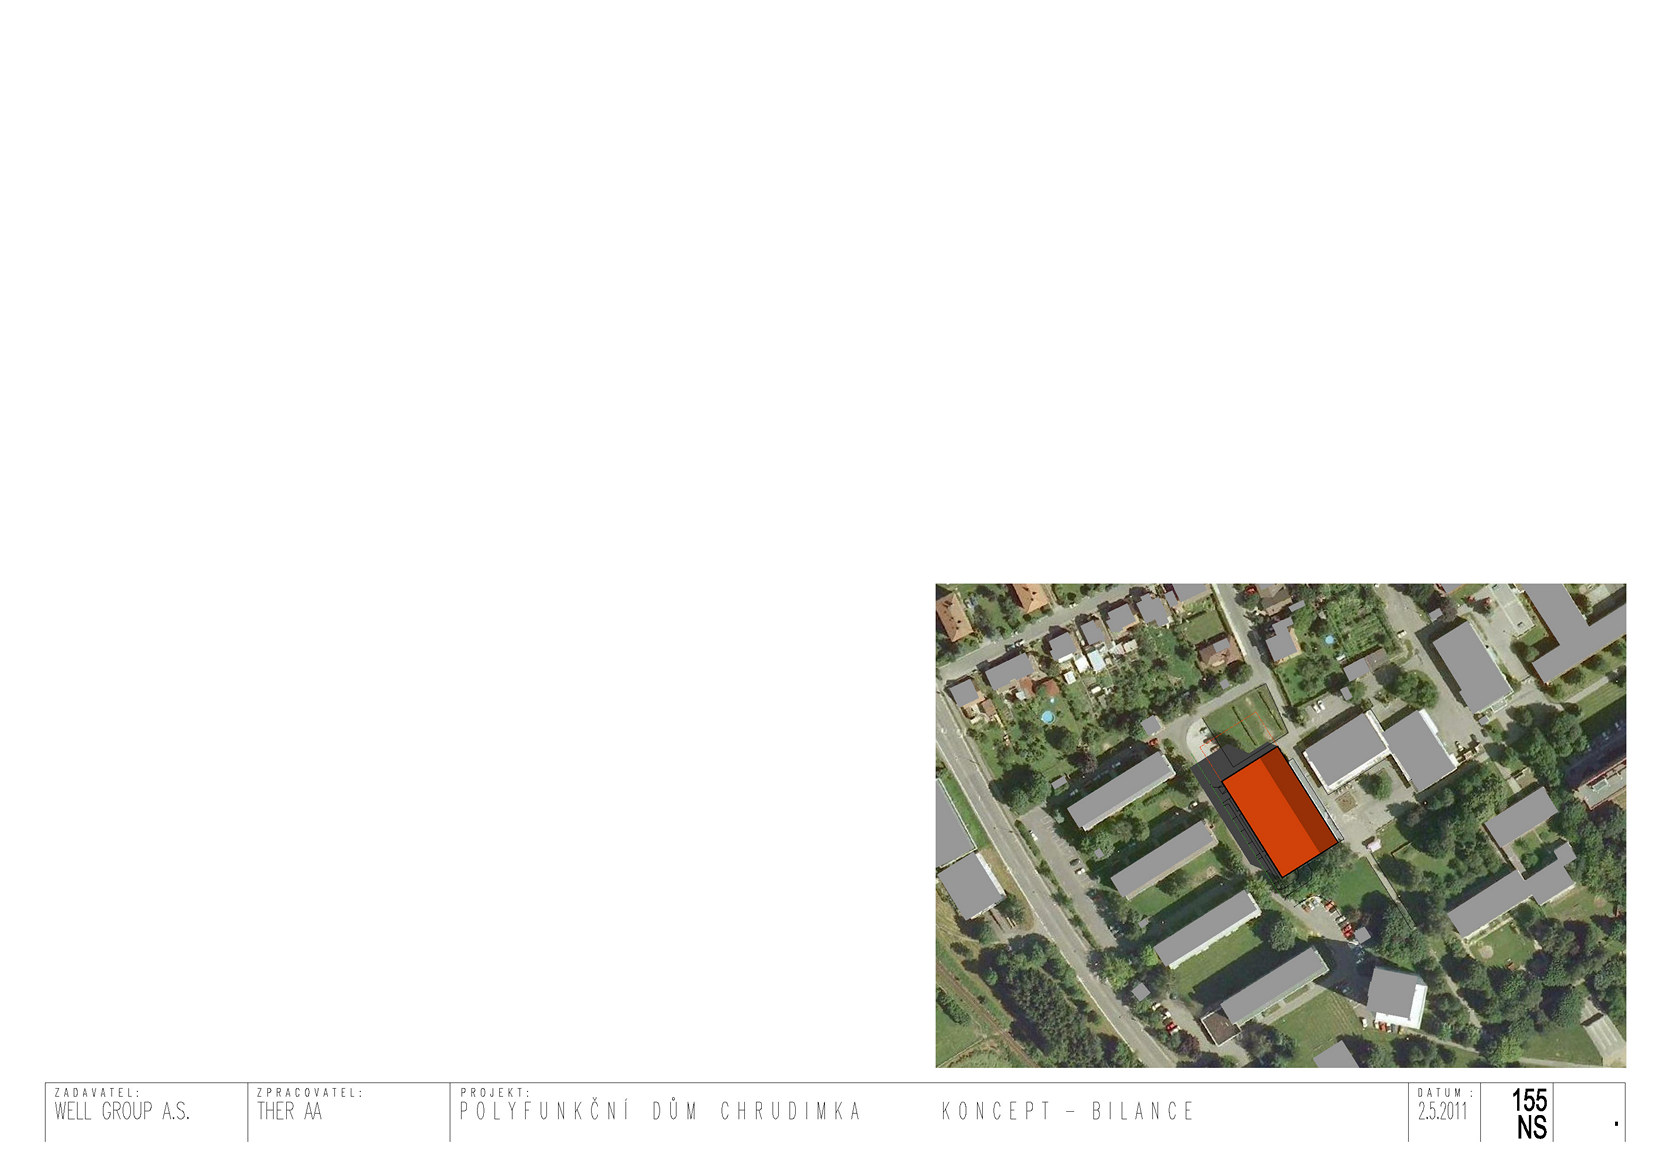 ZADAVATEL:
WELL GROUP A.S.
ZPRACOVATEL:
THER AA
PROJEKT:
POLYFUNKČNÍ DŮM CHRUDIMKA
KONCEPT – BILANCE
DATUM :
2.5.2011
155
NS
.